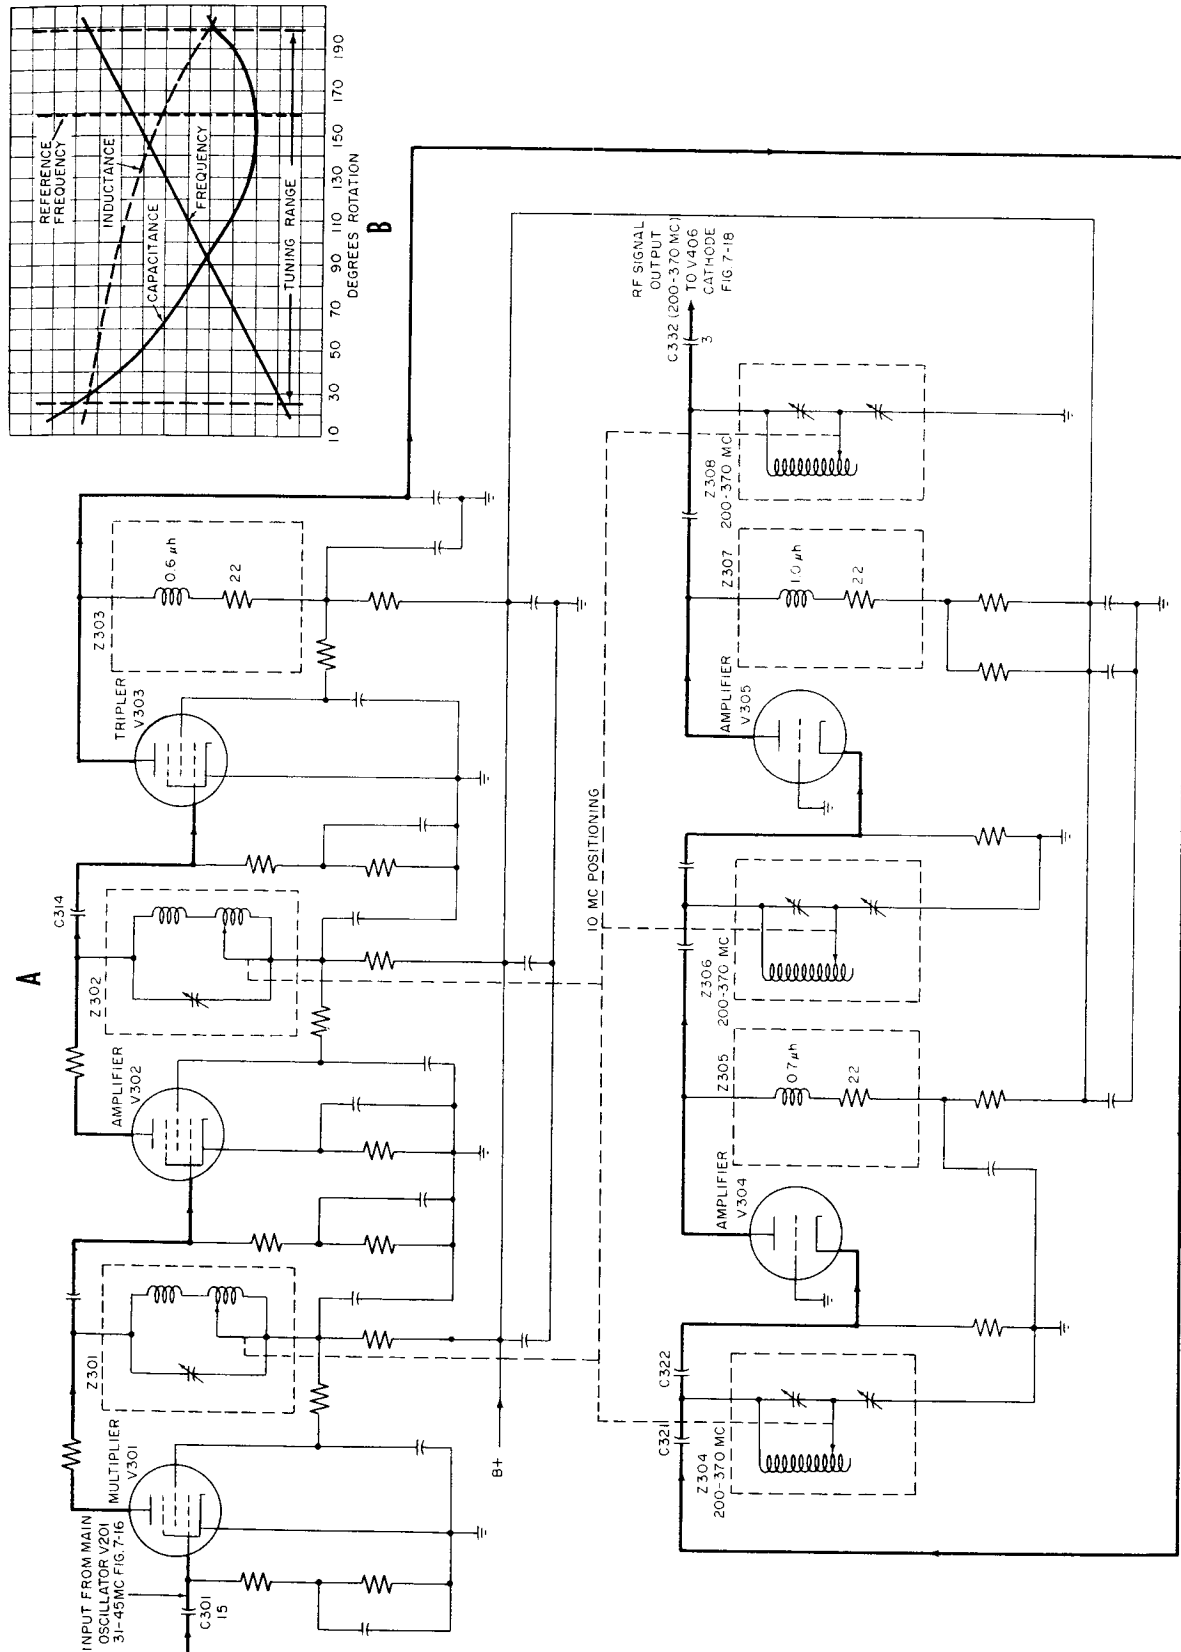 A
INPUT FROM MAIN
OSCILLATOR V201
31-45MC FIG.7-16
C301
15
MULTIPLIER
V301
Z301
AMPLIFIER
V302
Z302
C314
TRIPLER
V303
Z303
0.6 μh
22
B+
REFERENCE
FREQUENCY
INDUCTANCE
CAPACITANCE
FREQUENCY
TUNING RANGE
10 30 50 70 90 110 130 150 170 190
DEGREES ROTATION
B
10 MC POSITIONING
C321
C322
Z304
200-370 MC
AMPLIFIER
V304
Z305
0.7 μh
22
Z306
200-370 MC
AMPLIFIER
V305
Z307
1.0 μh
22
Z308
200-370 MC
RF SIGNAL
OUTPUT
C332 (200-370 MC)
3
TO V406
CATHODE
FIG. 7-18